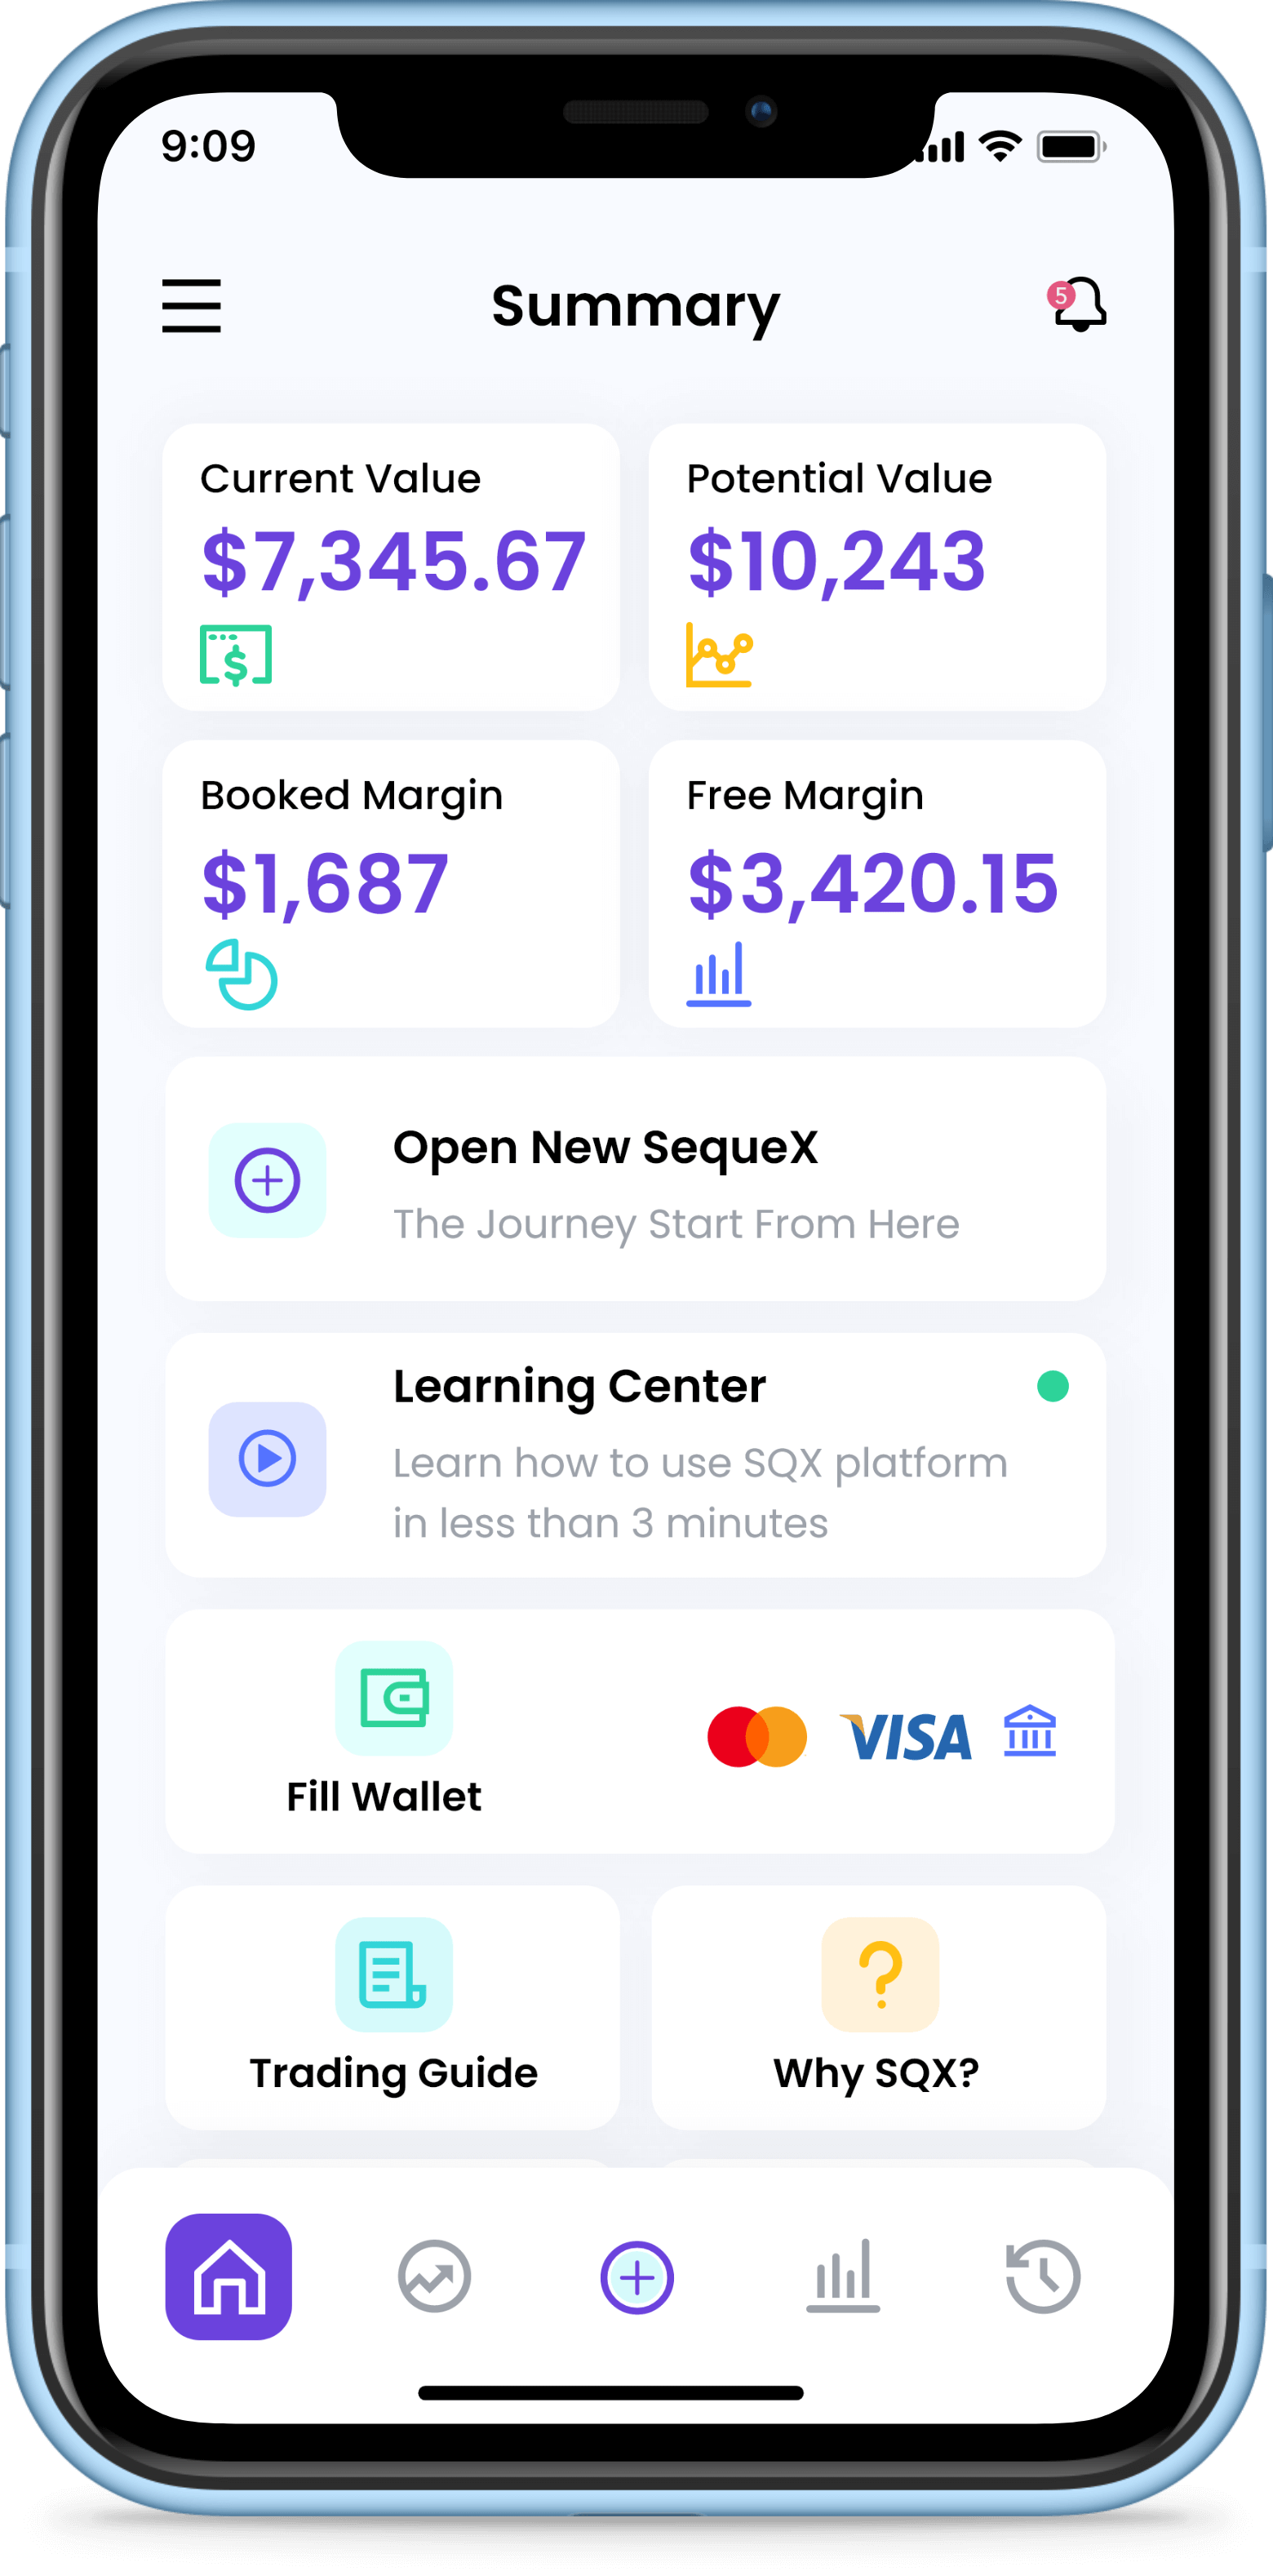 9:09
Summary
5
Current Value
$7,345.67
Potential Value
$10,243
Booked Margin
$1,687
Free Margin
$3,420.15
Open New SequeX
The Journey Start From Here
Learning Center
Learn how to use SQX platform
in less than 3 minutes
Fill Wallet
VISA
Trading Guide
Why SQX?